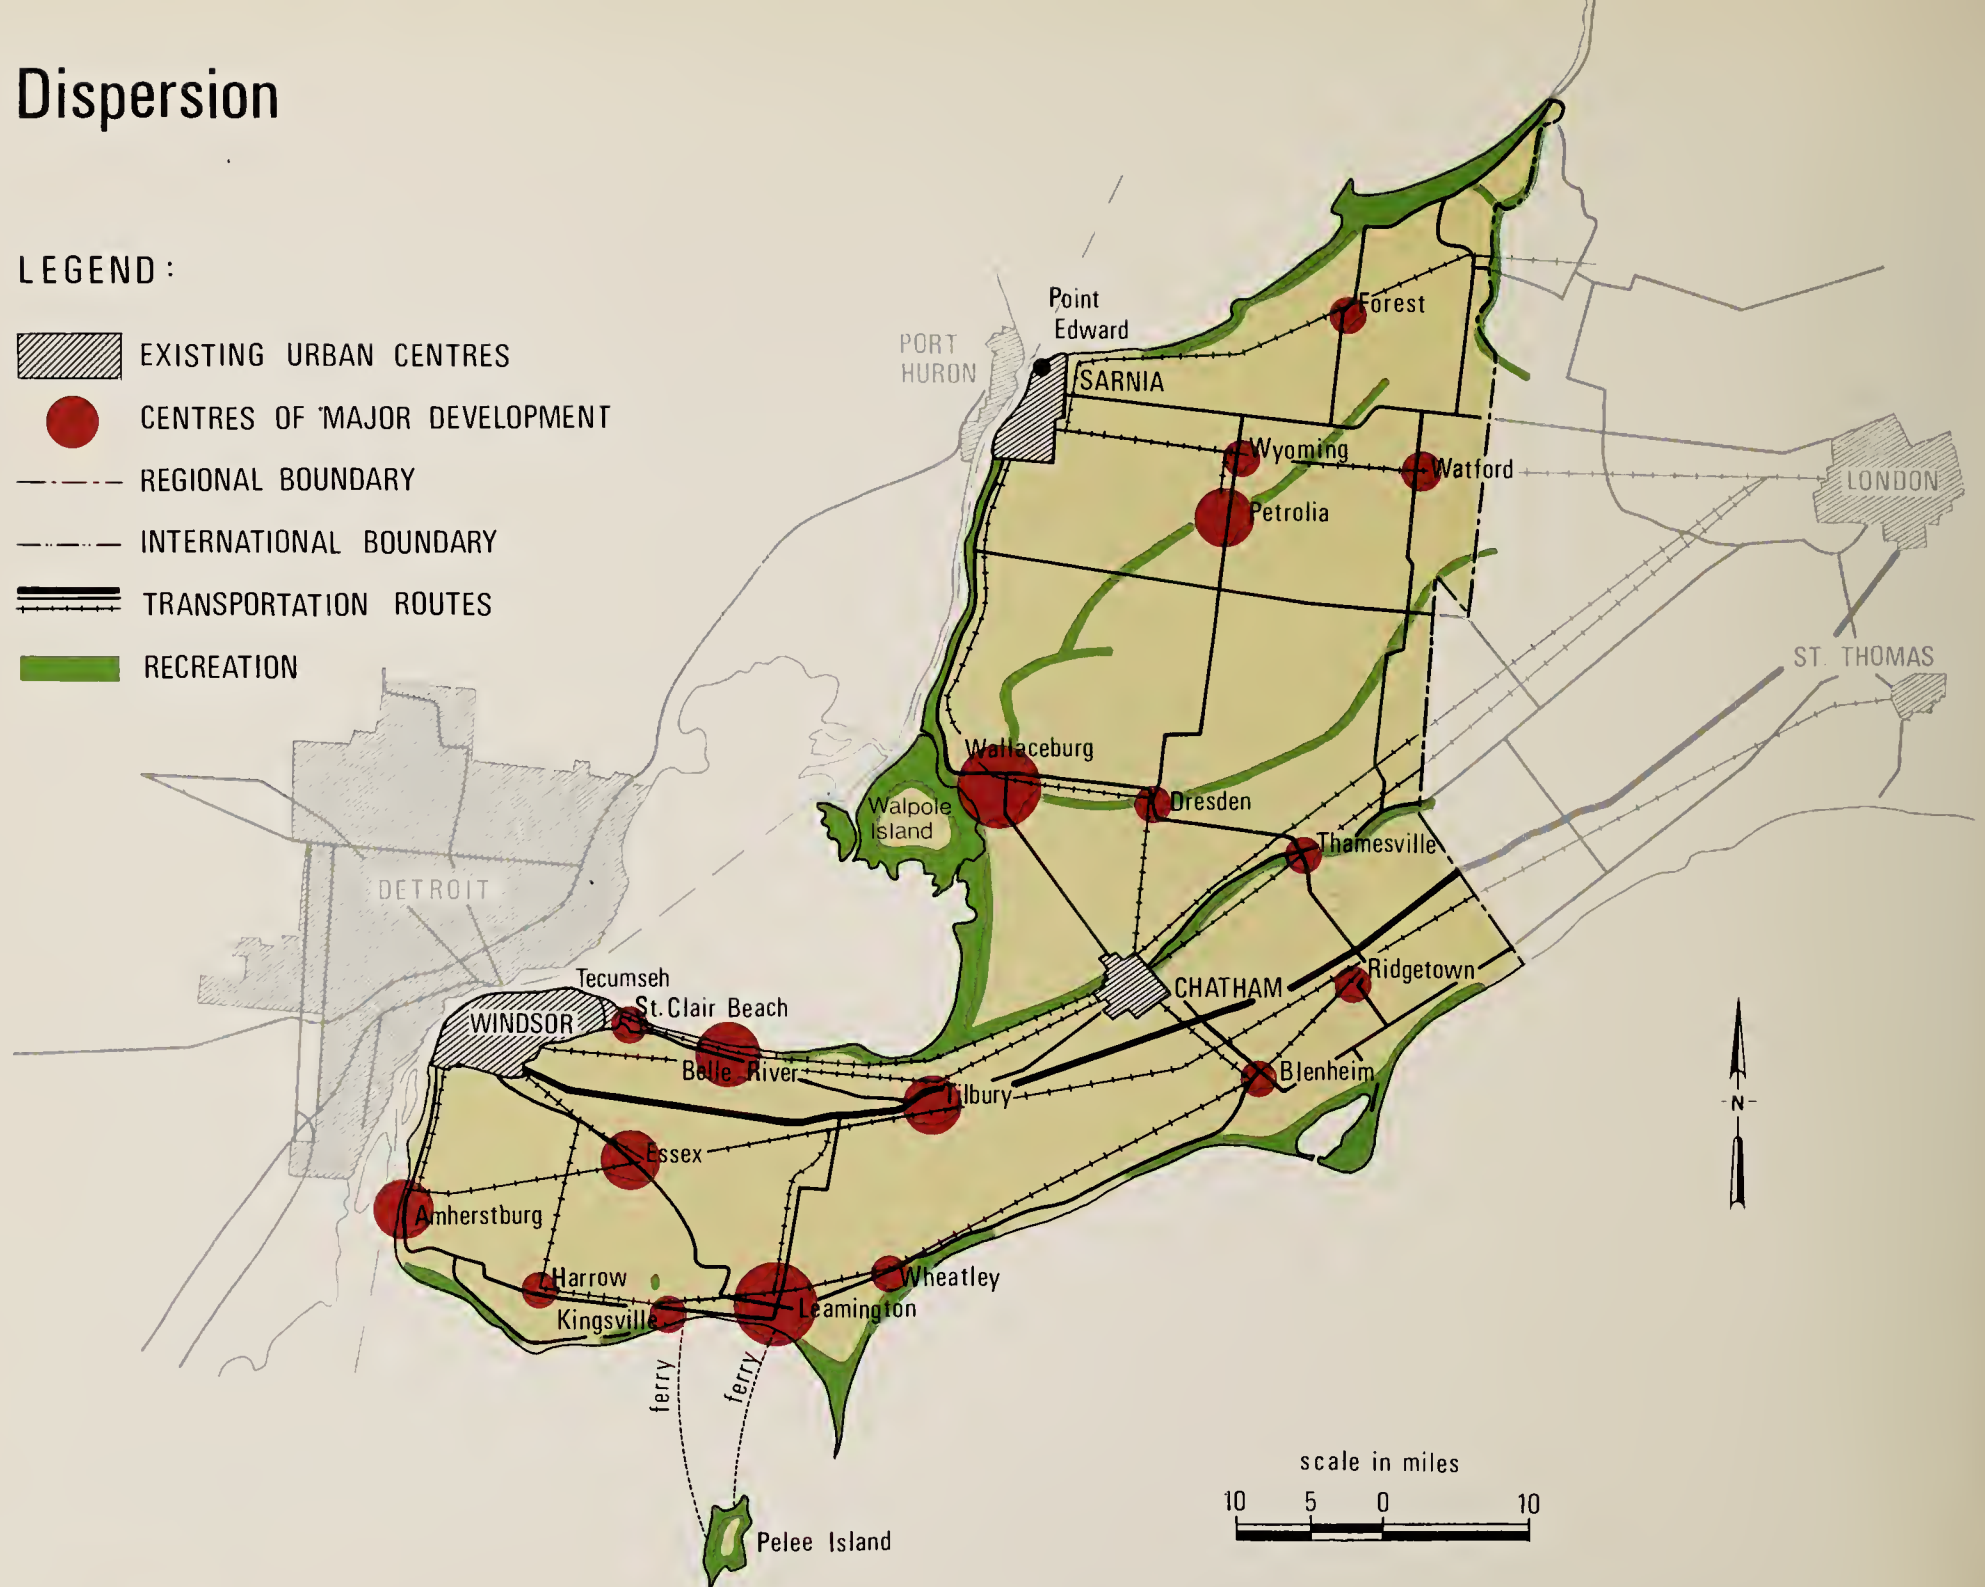 Dispersion
LEGEND:
EXISTING URBAN CENTRES
CENTRES OF MAJOR DEVELOPMENT
REGIONAL BOUNDARY
INTERNATIONAL BOUNDARY
TRANSPORTATION ROUTES
RECREATION
Point
Edward
PORT
HURON
SARNIA
Forest
Wyoming
Watford
Petrolia
LONDON
ST. THOMAS
Wallaceburg
Walpole
Island
Dresden
Thamesville
DETROIT
Tecumseh
St. Clair Beach
WINDSOR
CHATHAM
Ridgetown
Belle River
Tilbury
Blenheim
Essex
Amherstburg
Harrow
Kingsville
Leamington
Wheatley
ferry
ferry
Pelee Island
-N-
scale in miles
10 5 0 10